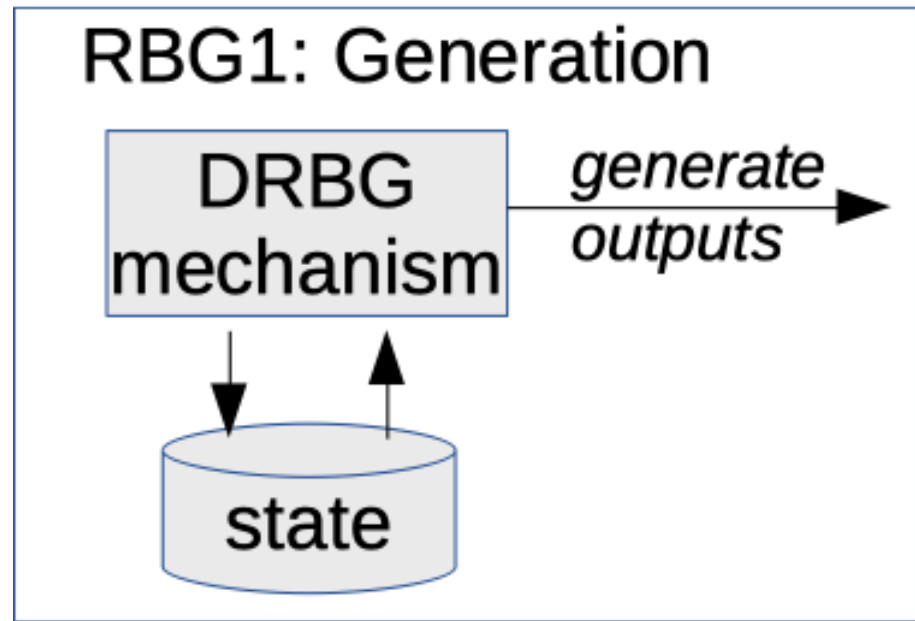 RBG1: Generation
DRBG
mechanism
generate
outputs
state